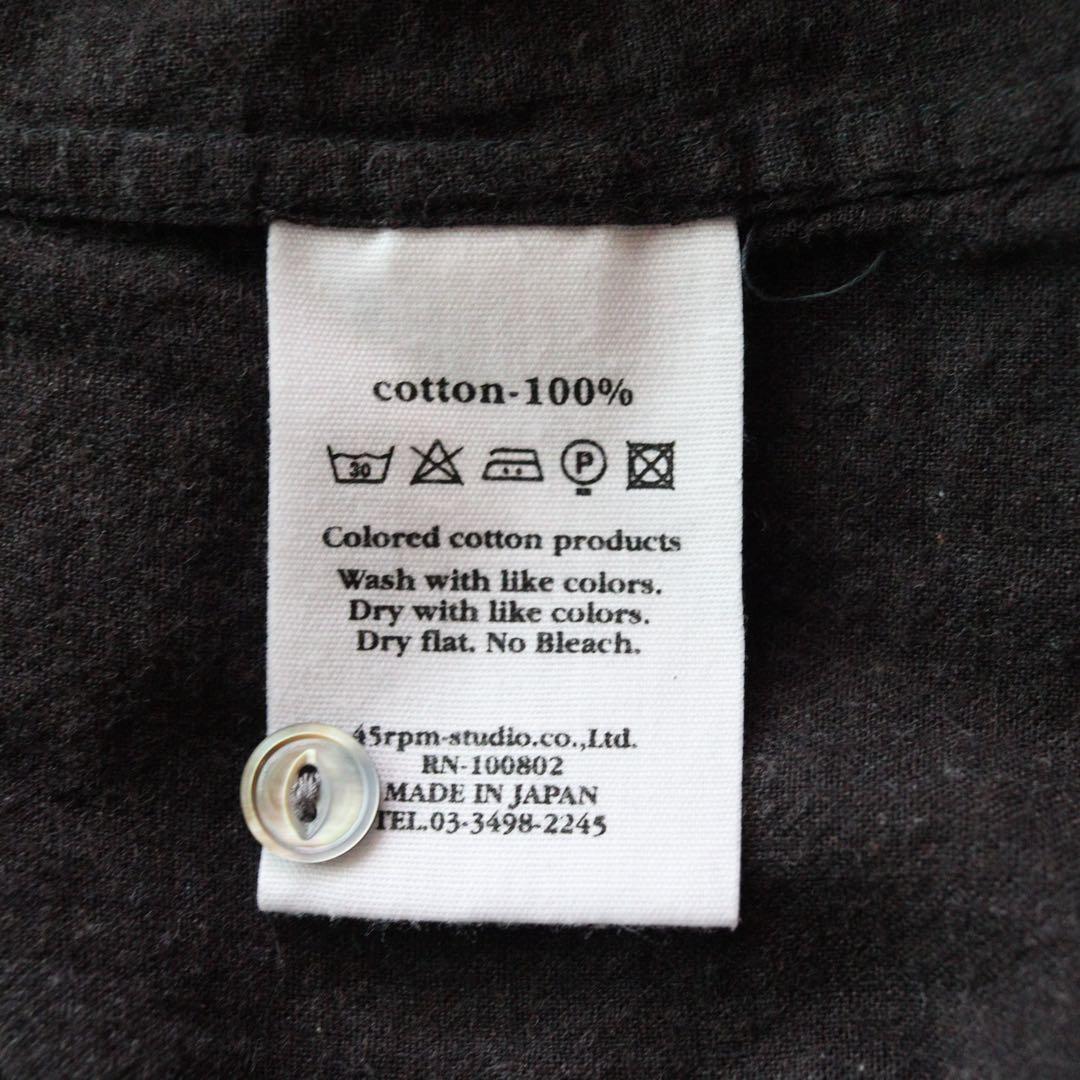 cotton-100%
30 P
Colored cotton products
Wash with like colors.
Dry with like colors.
Dry flat. No Bleach.
45rpm-studio.co.,Ltd.
RN-100802
MADE IN JAPAN
TEL.03-3498-2245